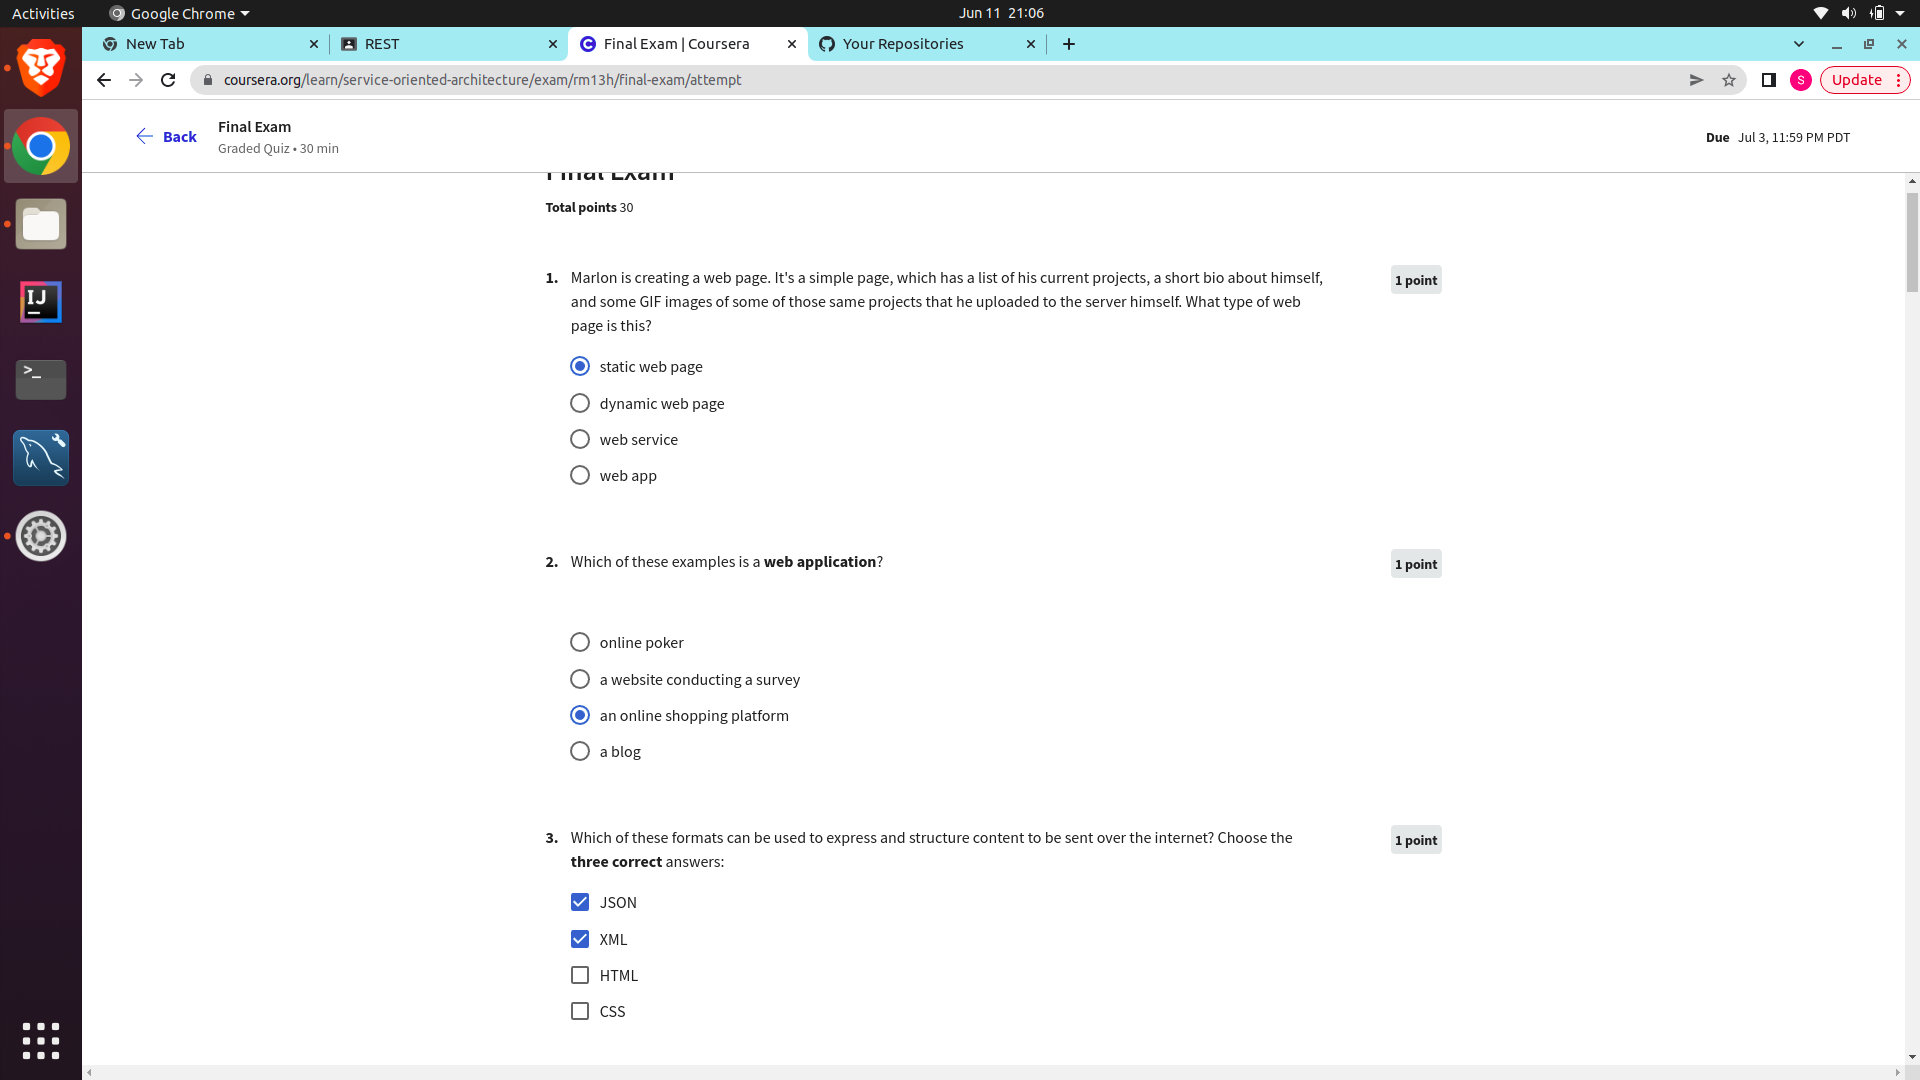 Activities
Google Chrome
Jun 11 21:06
New Tab
REST
Final Exam | Coursera
Your Repositories
coursera.org/learn/service-oriented-architecture/exam/rm13h/final-exam/attempt
S
Update
Back
Final Exam
Graded Quiz • 30 min
Due Jul 3, 11:59 PM PDT
Final Exam
Total points 30
1. Marlon is creating a web page. It's a simple page, which has a list of his current projects, a short bio about himself,
and some GIF images of some of those same projects that he uploaded to the server himself. What type of web
page is this?
1 point
static web page
dynamic web page
web service
web app
2. Which of these examples is a web application?
1 point
online poker
a website conducting a survey
an online shopping platform
a blog
3. Which of these formats can be used to express and structure content to be sent over the internet? Choose the
three correct answers:
1 point
JSON
XML
HTML
CSS
IJ
>_